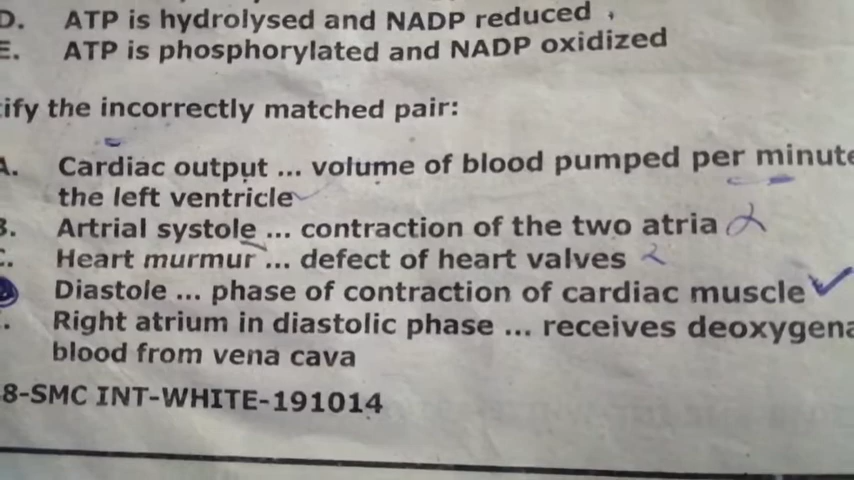 D. ATP is hydrolysed and NADP reduced
E. ATP is phosphorylated and NADP oxidized
ify the incorrectly matched pair:
A. Cardiac output ... volume of blood pumped per minute
the left ventricle
B. Artrial systole ... contraction of the two atria
C. Heart murmur ... defect of heart valves
Diastole ... phase of contraction of cardiac muscle
. Right atrium in diastolic phase ... receives deoxygena
blood from vena cava
8-SMC INT-WHITE-191014